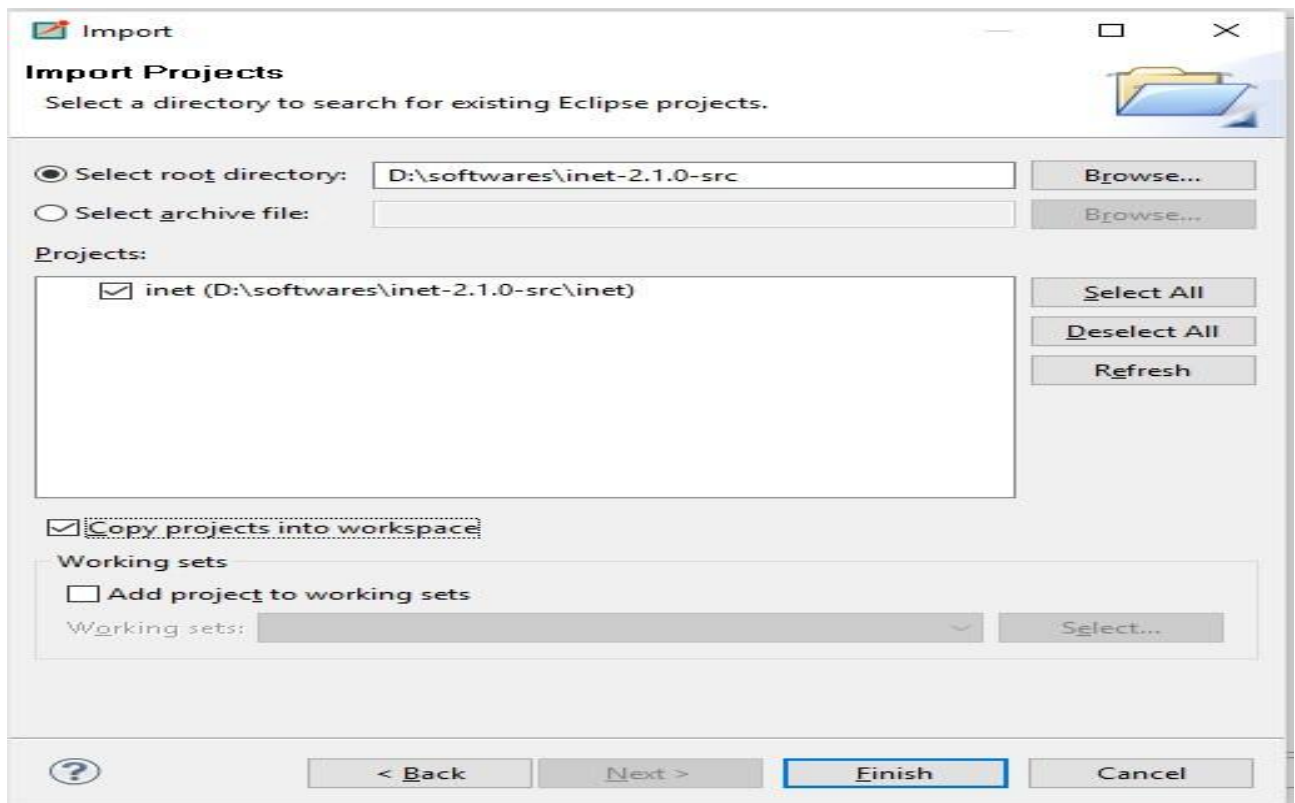 Import
Import Projects
Select a directory to search for existing Eclipse projects.
Select root directory: D:\softwares\inet-2.1.0-src Browse...
Select archive file: Browse...
Projects:
inet (D:\softwares\inet-2.1.0-src\inet)
Select All
Deselect All
Refresh
Copy projects into workspace
Working sets
Add project to working sets
Working sets: Select...
? < Back Next > Finish Cancel